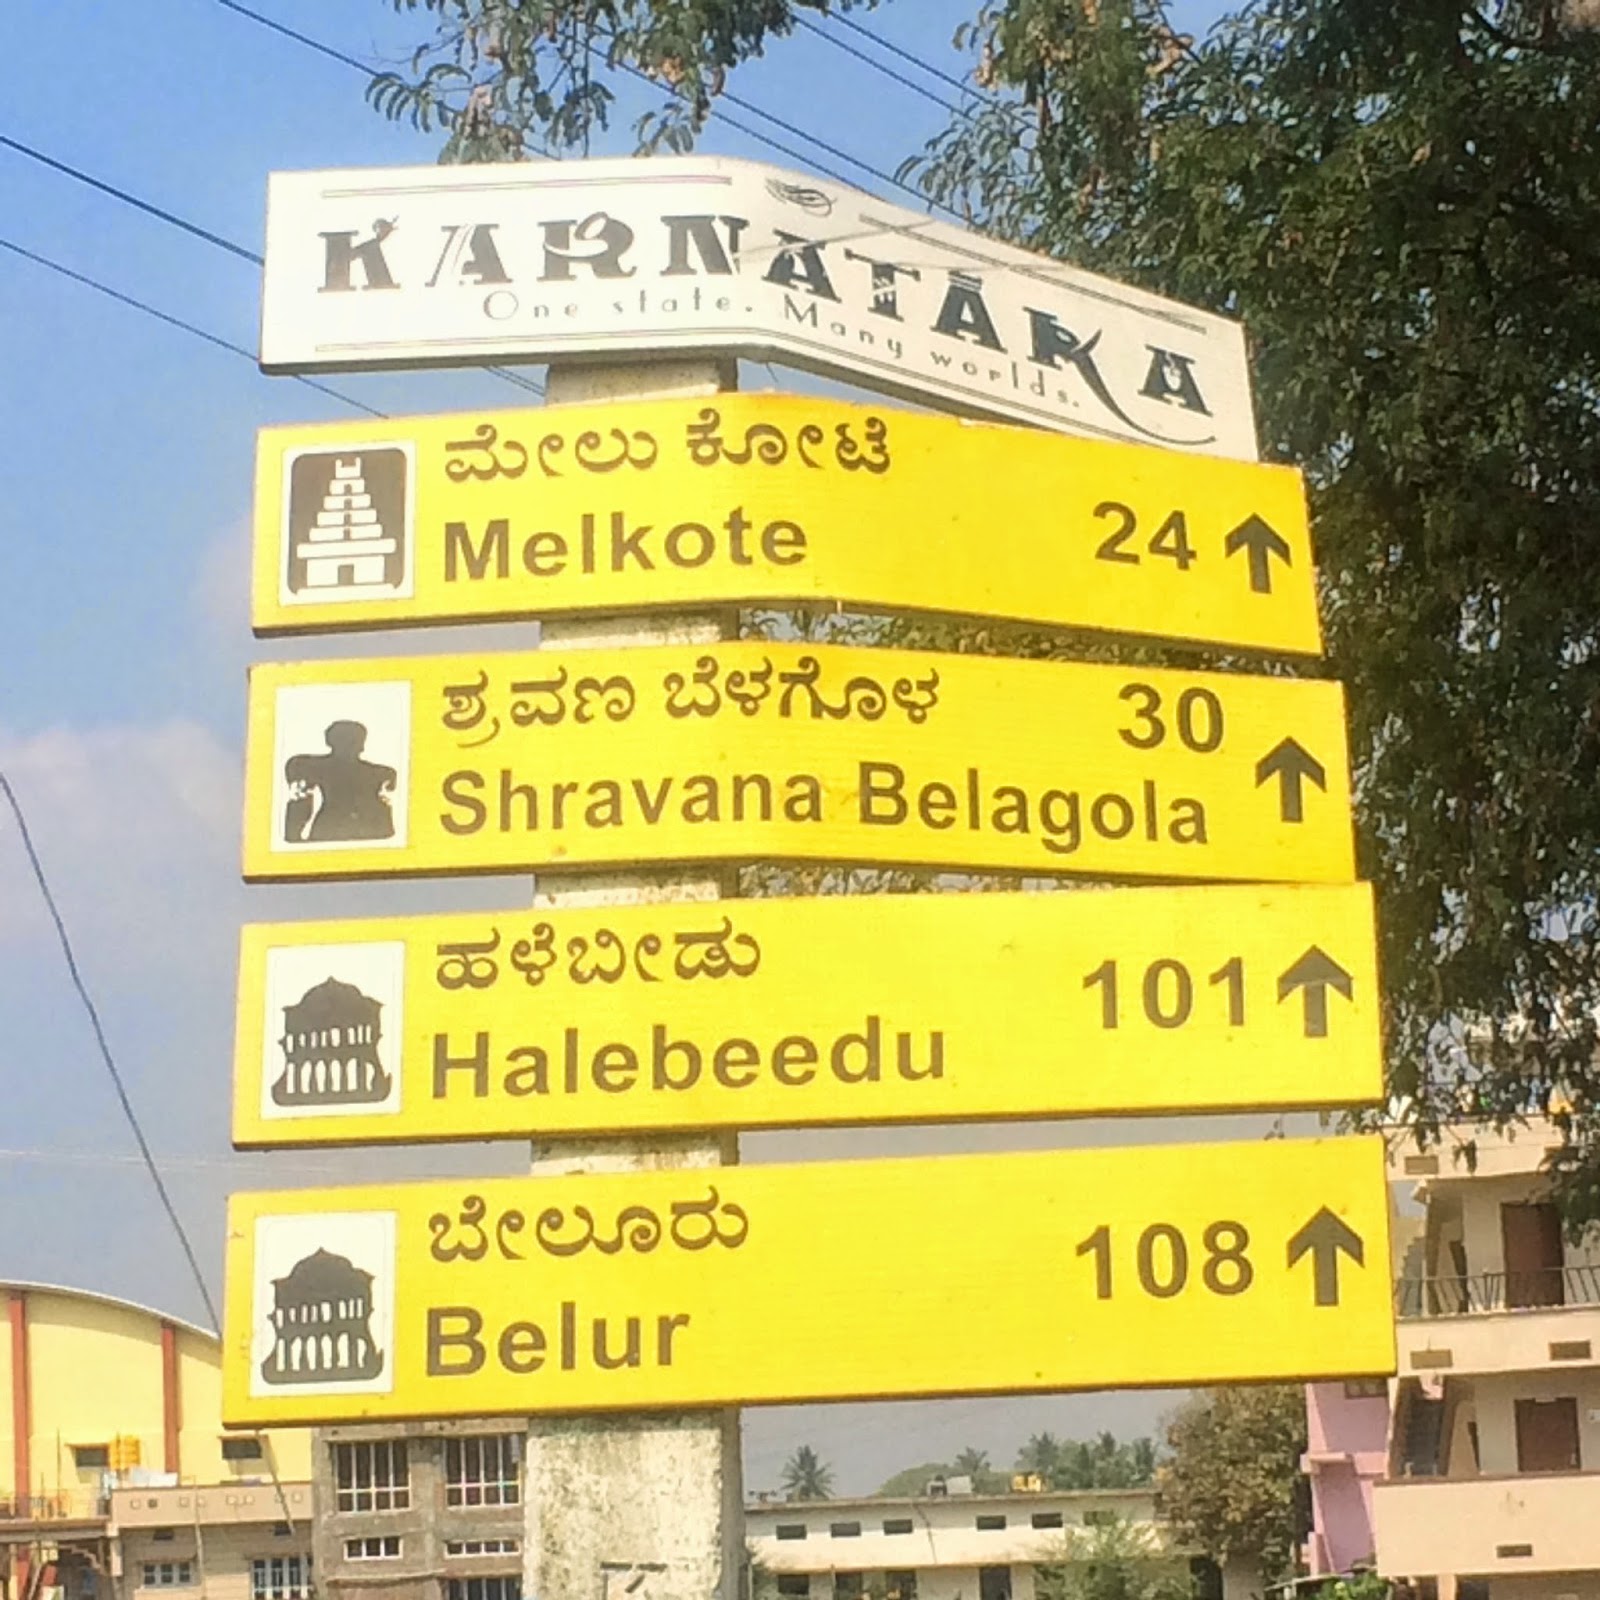 KARNATAKA
One state. Many worlds.
ಮೇಲು ಕೋಟೆ
Melkote 24
ಶ್ರವಣ ಬೆಳಗೊಳ 30
Shravana Belagola
ಹಳೆಬೀಡು
Halebeedu 101
ಬೇಲೂರು
Belur 108